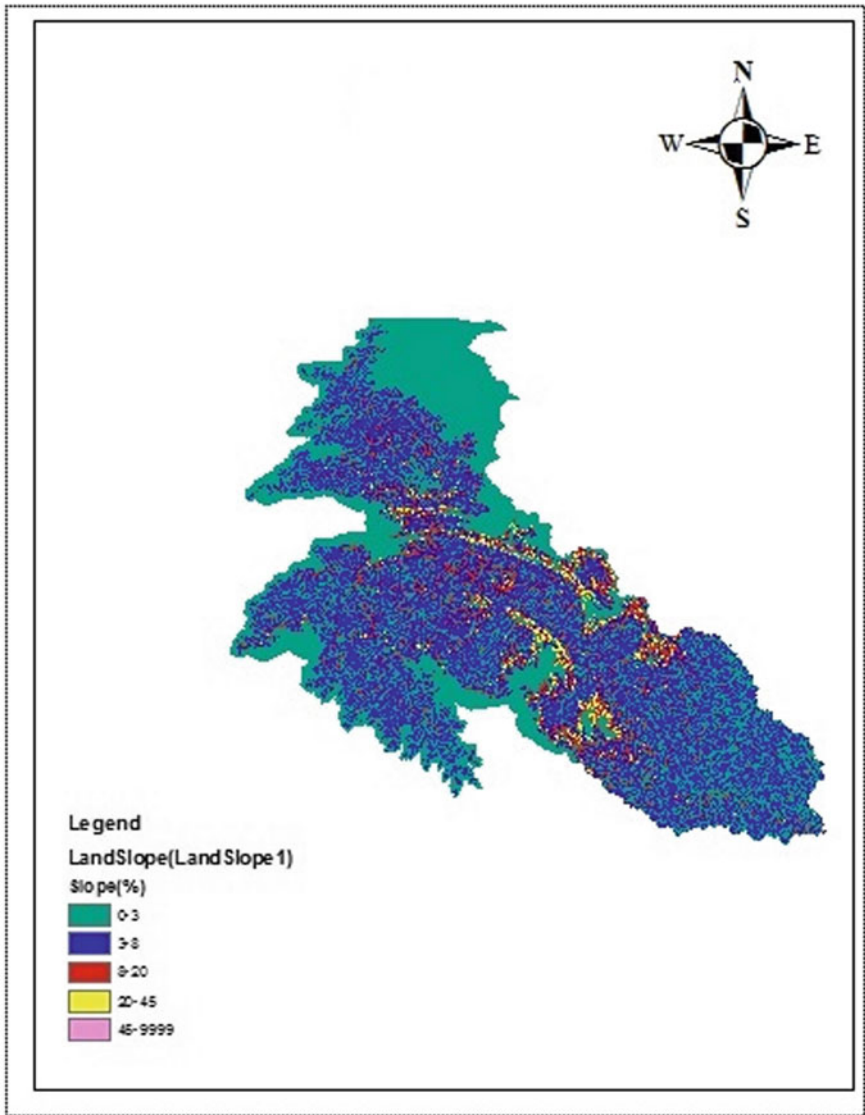 N
W E
S
Legend
LandSlope(LandSlope1)
Slope(%)
0-3
3-8
8-20
20-45
45-9999